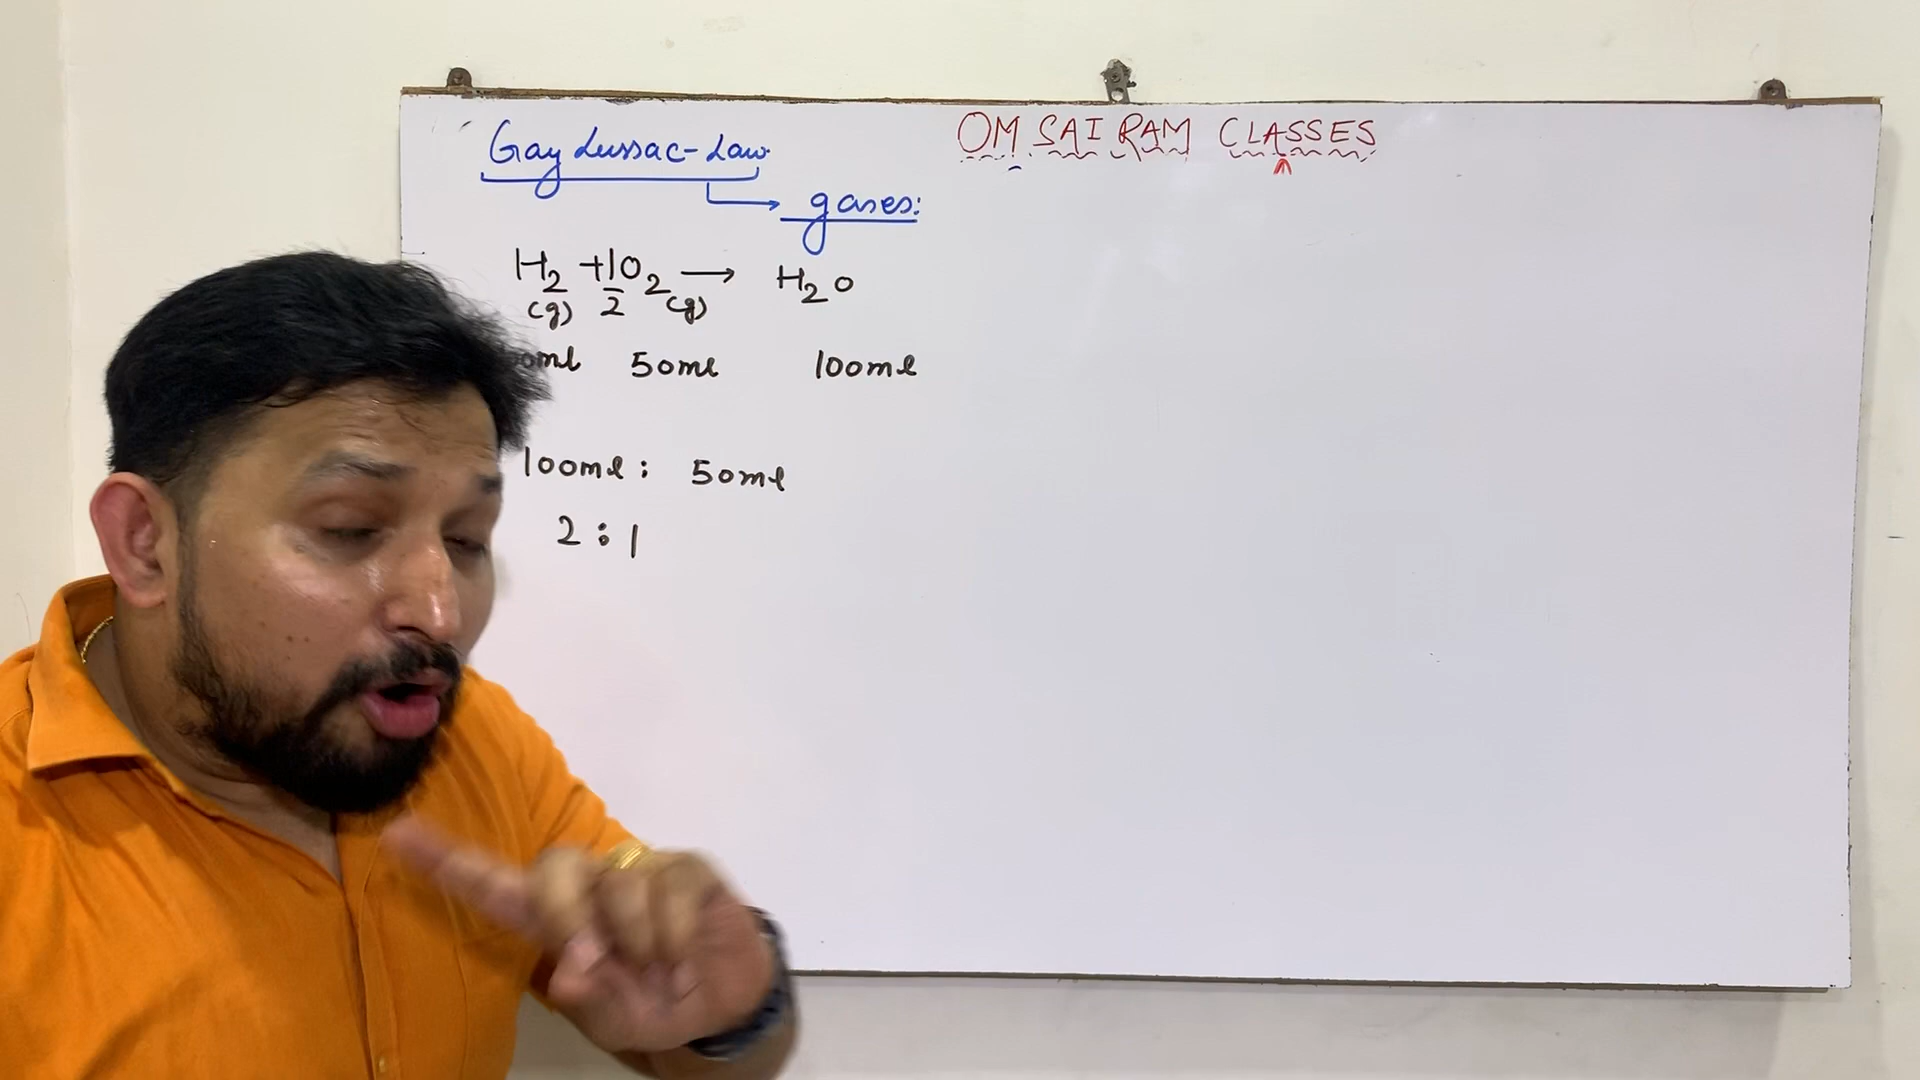 Gay Lussac-Law
OM SAI RAM CLASSES
gases:
H2 + 1/2 O2 → H2O
(g) (g)
50ml 100ml
100ml : 50ml
2 : 1